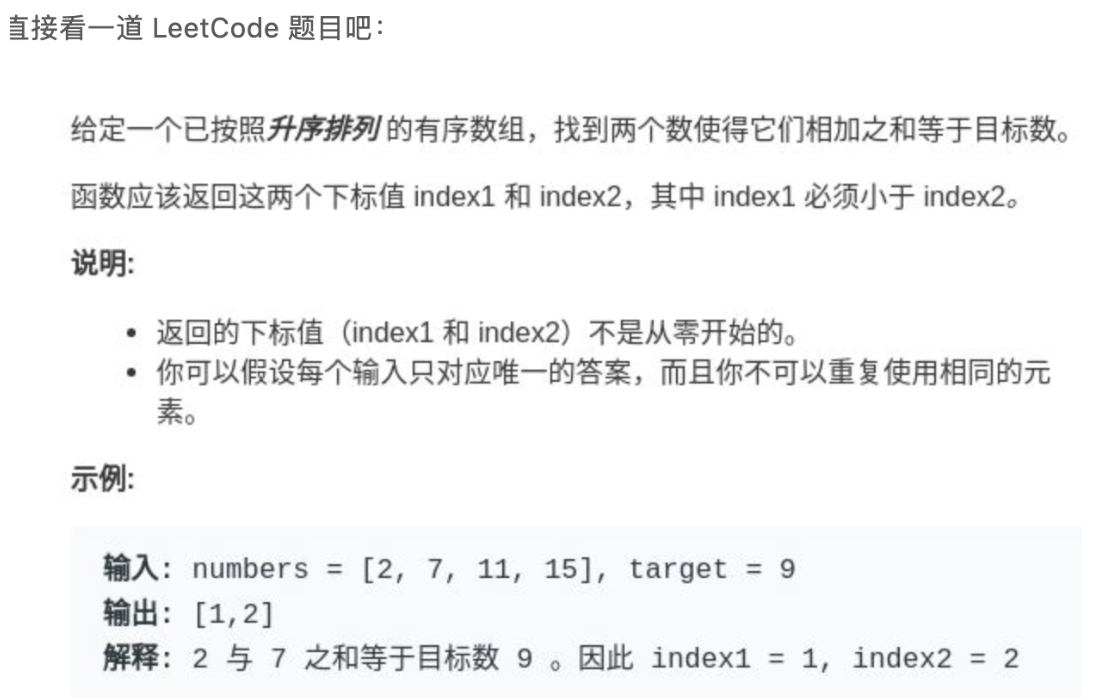 直接看一道 LeetCode 题目吧：
给定一个已按照升序排列 的有序数组，找到两个数使得它们相加之和等于目标数。
函数应该返回这两个下标值 index1 和 index2，其中 index1 必须小于 index2。
说明:
• 返回的下标值（index1 和 index2）不是从零开始的。
• 你可以假设每个输入只对应唯一的答案，而且你不可以重复使用相同的元
素。
示例:
输入: numbers = [2, 7, 11, 15], target = 9
输出: [1,2]
解释: 2 与 7 之和等于目标数 9 。因此 index1 = 1, index2 = 2